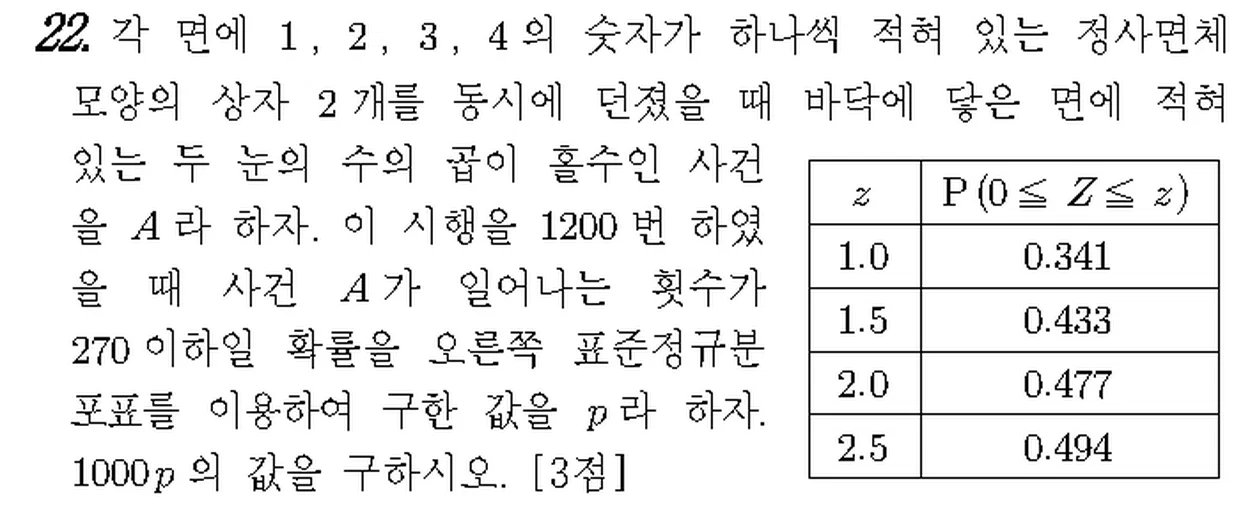 22. 각 면에 1, 2, 3, 4의 숫자가 하나씩 적혀 있는 정사면체
모양의 상자 2개를 동시에 던졌을 때 바닥에 닿은 면에 적혀
있는 두 눈의 수의 곱이 홀수인 사건
을 A라 하자. 이 시행을 1200번 하였
을 때 사건 A가 일어나는 횟수가
270이하일 확률을 오른쪽 표준정규분
포표를 이용하여 구한 값을 p라 하자.
1000p의 값을 구하시오. [3점]
z P(0≦ Z≦ z)
1.0 0.341
1.5 0.433
2.0 0.477
2.5 0.494